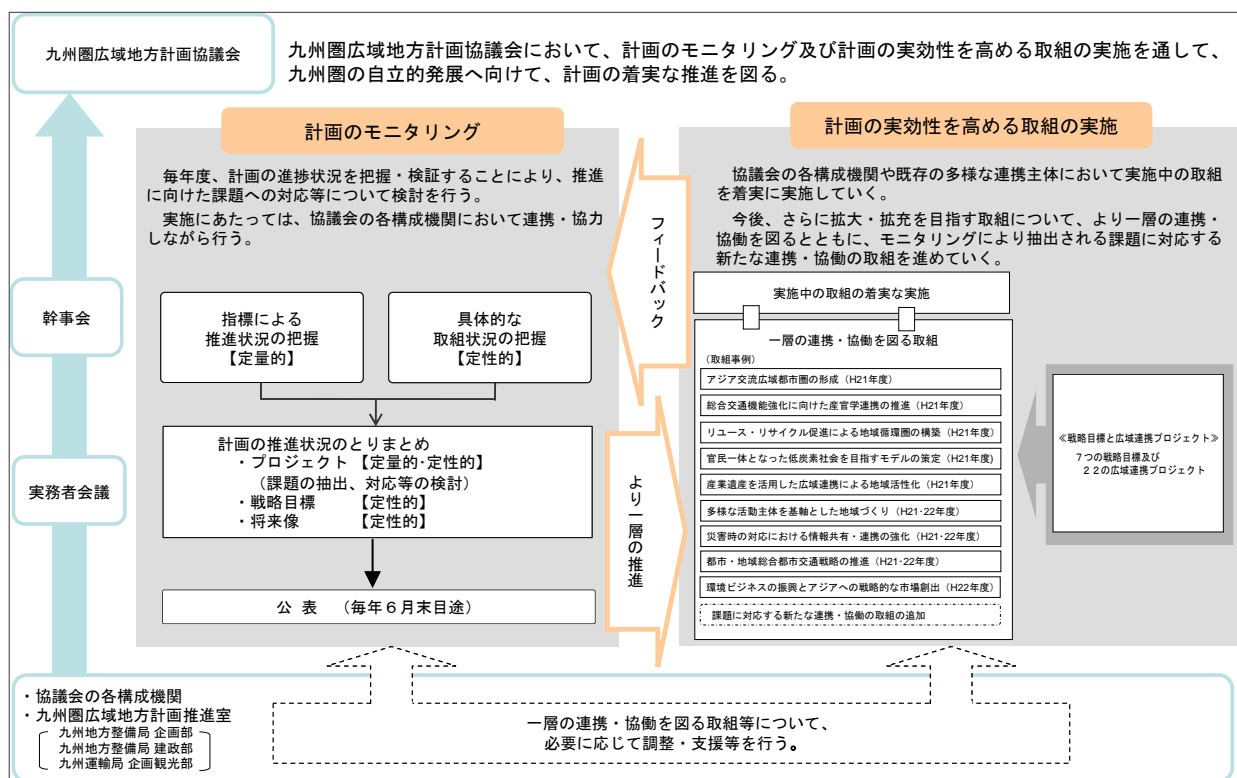 九州圏広域地方計画協議会
九州圏広域地方計画協議会において、計画のモニタリング及び計画の実効性を高める取組の実施を通して、
九州圏の自立的発展へ向けて、計画の着実な推進を図る。
幹事会
実務者会議
計画のモニタリング
毎年度、計画の進捗状況を把握・検証することにより、推進
に向けた課題への対応等について検討を行う。
実施にあたっては、協議会の各構成機関において連携・協力
しながら行う。
指標による
推進状況の把握
【定量的】
具体的な
取組状況の把握
【定性的】
計画の推進状況のとりまとめ
・プロジェクト【定量的・定性的】
（課題の抽出、対応等の検討）
・戦略目標　　【定性的】
・将来像　　　【定性的】
公 表　（毎年６月末目途）
フィードバック
より一層の推進
計画の実効性を高める取組の実施
協議会の各構成機関や既存の多様な連携主体において実施中の取組
を着実に実施していく。
今後、さらに拡大・拡充を目指す取組について、より一層の連携・
協働を図るとともに、モニタリングにより抽出される課題に対応する
新たな連携・協働の取組を進めていく。
実施中の取組の着実な実施
一層の連携・協働を図る取組
（取組事例）
アジア交流広域都市圏の形成（H21年度）
総合交通機能強化に向けた産官学連携の推進（H21年度）
リユース・リサイクル促進による地域循環圏の構築（H21年度）
官民一体となった低炭素社会を目指すモデルの策定（H21年度）
産業遺産を活用した広域連携による地域活性化（H21年度）
多様な活動主体を基軸とした地域づくり（H21・22年度）
災害時の対応における情報共有・連携の強化（H21・22年度）
都市・地域総合都市交通戦略の推進（H21・22年度）
環境ビジネスの振興とアジアへの戦略的な市場創出（H22年度）
課題に対応する新たな連携・協働の取組の追加
≪戦略目標と広域連携プロジェクト≫
７つの戦略目標及び
２２の広域連携プロジェクト
・協議会の各構成機関
・九州圏広域地方計画推進室
九州地方整備局 企画部
九州地方整備局 建政部
九州運輸局 企画観光部
一層の連携・協働を図る取組等について、
必要に応じて調整・支援等を行う。